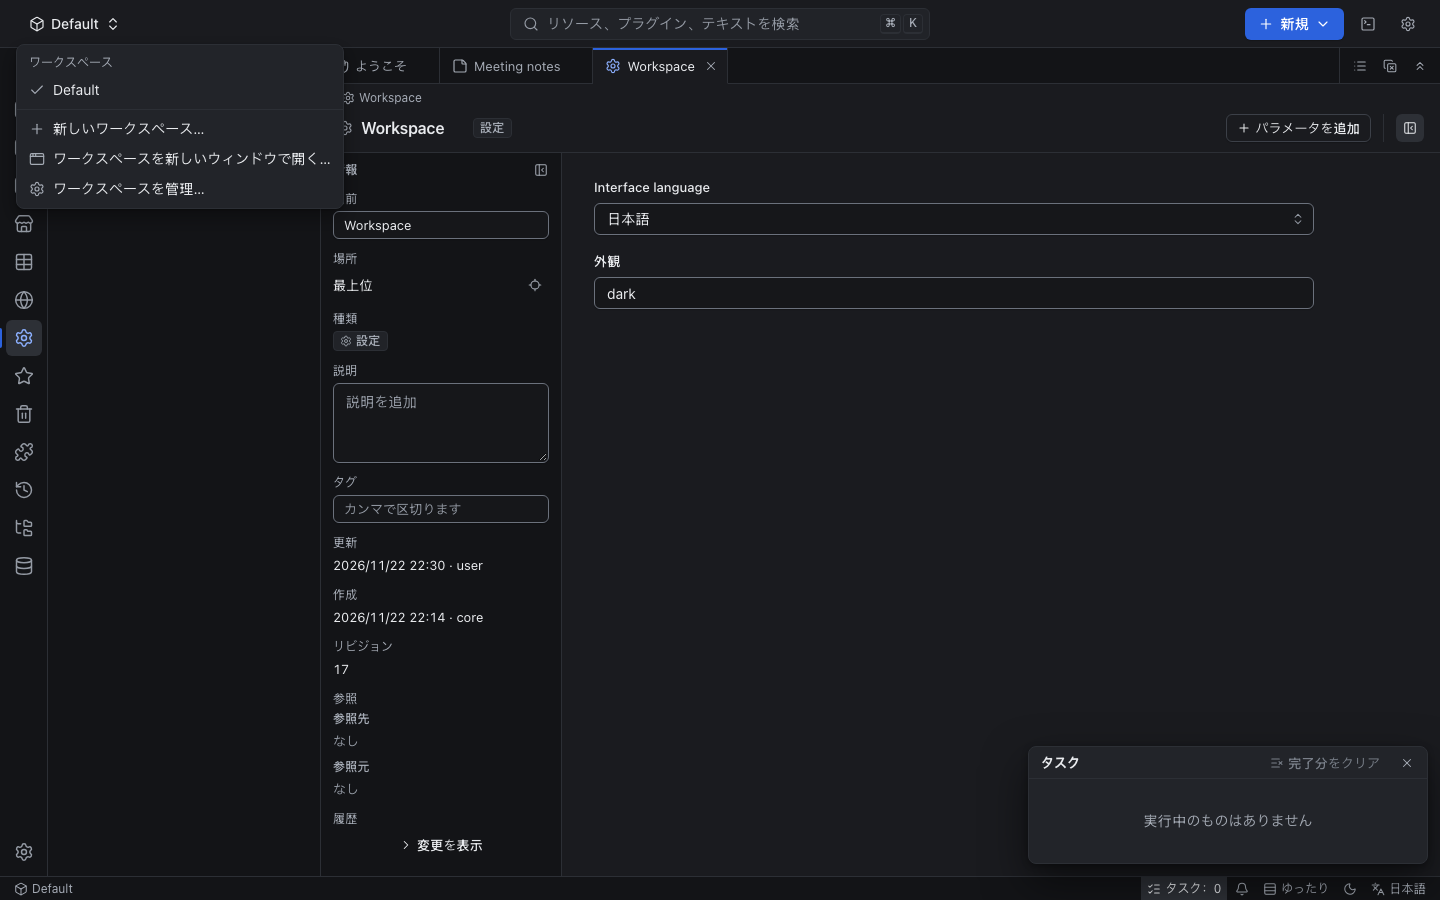 Default
リソース、プラグイン、テキストを検索
⌘ K
新規
ワークスペース
Default
新しいワークスペース...
ワークスペースを新しいウィンドウで開く...
ワークスペースを管理...
ようこそ
Meeting notes
Workspace
Workspace
Workspace
設定
パラメータを追加
報
前
Workspace
場所
最上位
種類
設定
説明
説明を追加
タグ
カンマで区切ります
更新
2026/11/22 22:30 · user
作成
2026/11/22 22:14 · core
リビジョン
17
参照
参照先
なし
参照元
なし
履歴
変更を表示
Interface language
日本語
外観
dark
タスク
完了分をクリア
実行中のものはありません
Default
タスク: 0
ゆったり
日本語